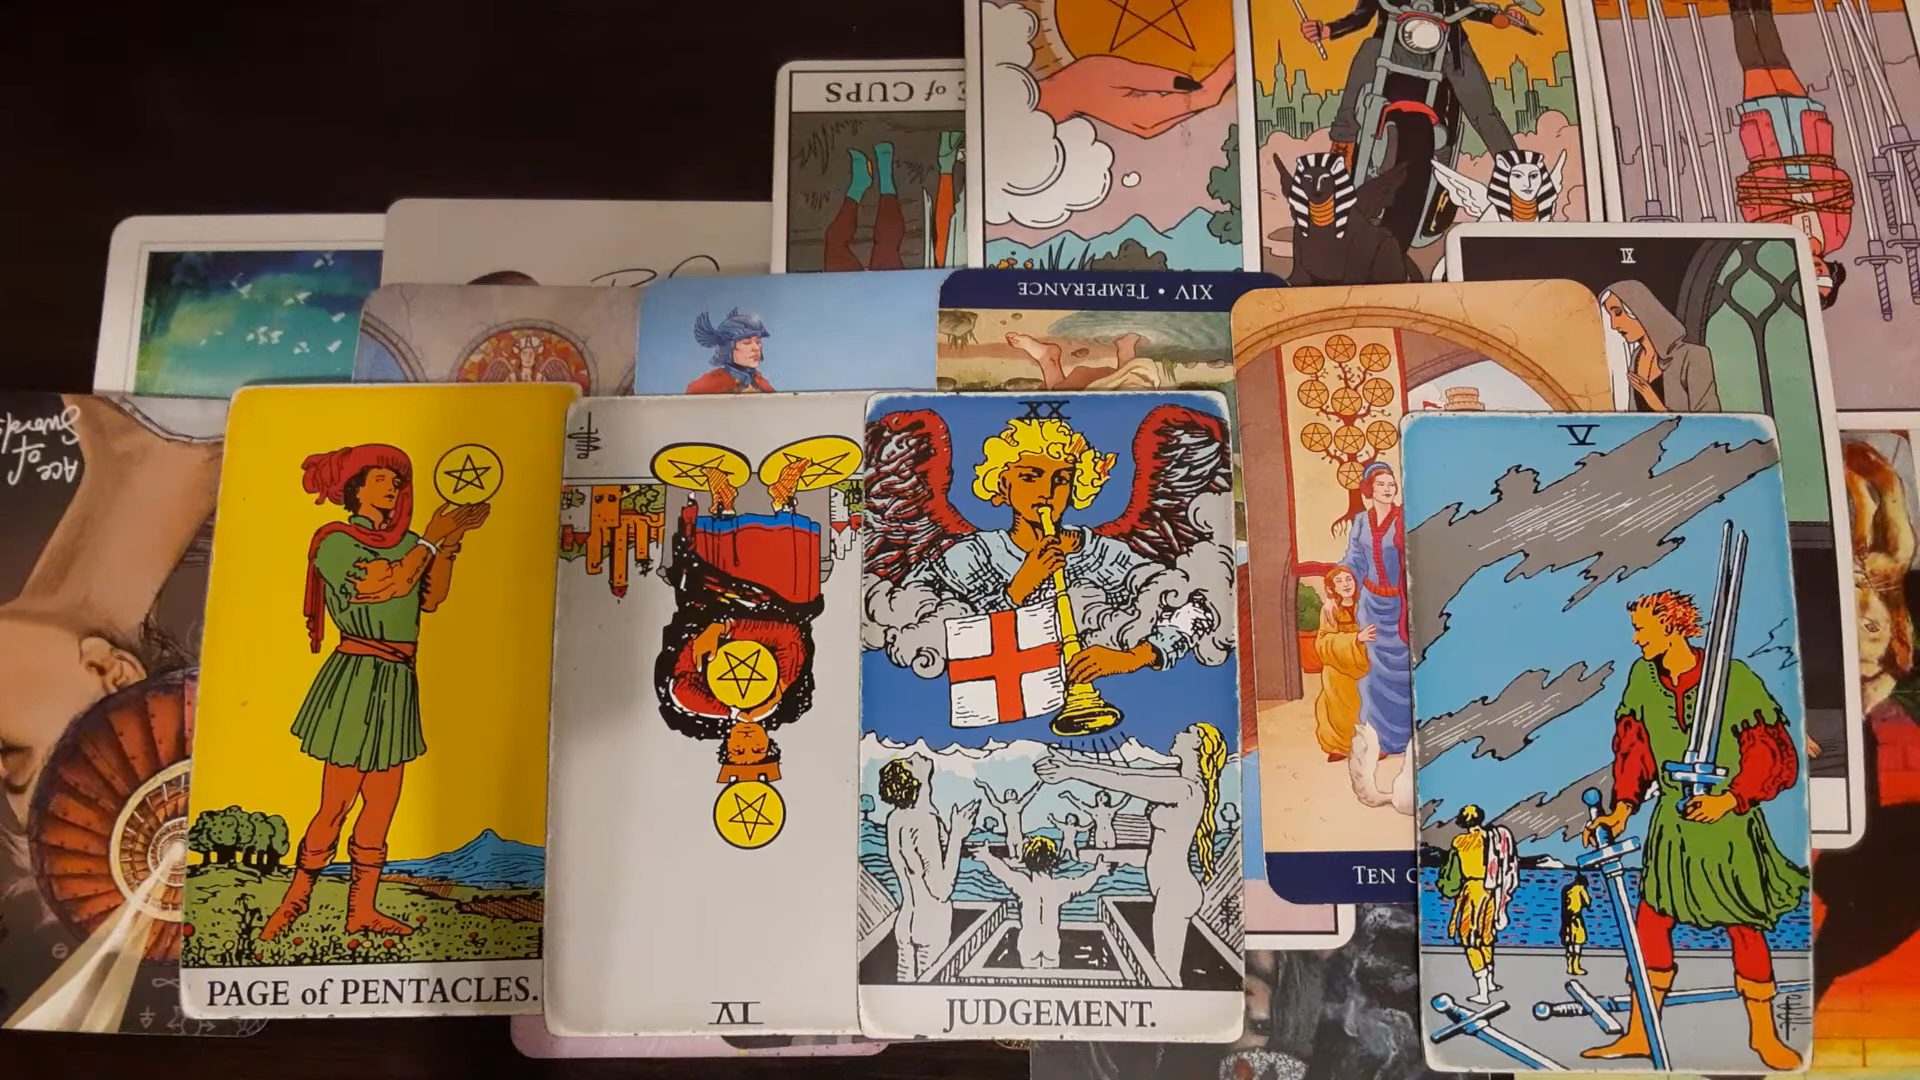 of CUPS
IX
XIV • TEMPERANCE
Ace
of
Swords
XX
V
TEN
PAGE of PENTACLES.
IV
JUDGEMENT.